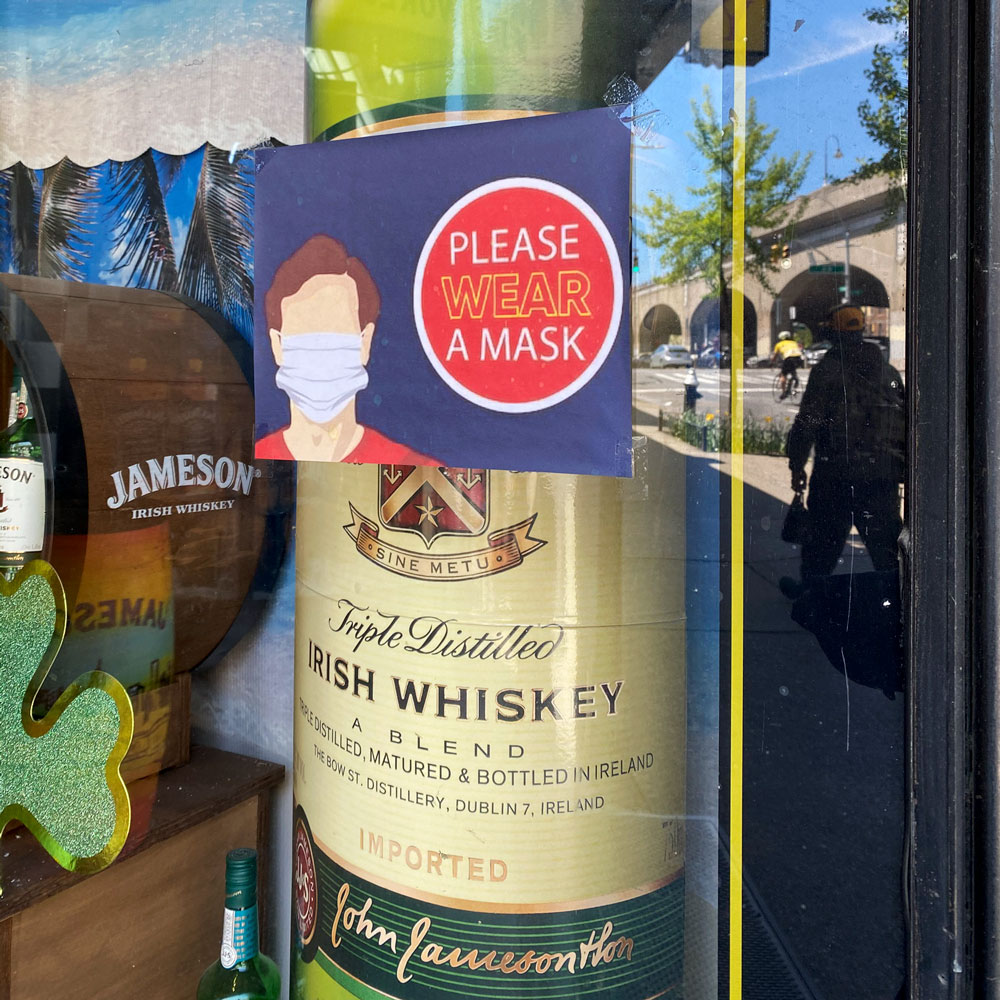 PLEASE
WEAR
A MASK
JAMESON
IRISH WHISKEY
SINE METU
Triple Distilled
IRISH WHISKEY
A BLEND
TRIPLE DISTILLED, MATURED & BOTTLED IN IRELAND
THE BOW ST. DISTILLERY, DUBLIN 7, IRELAND
IMPORTED
John Jameson & Son